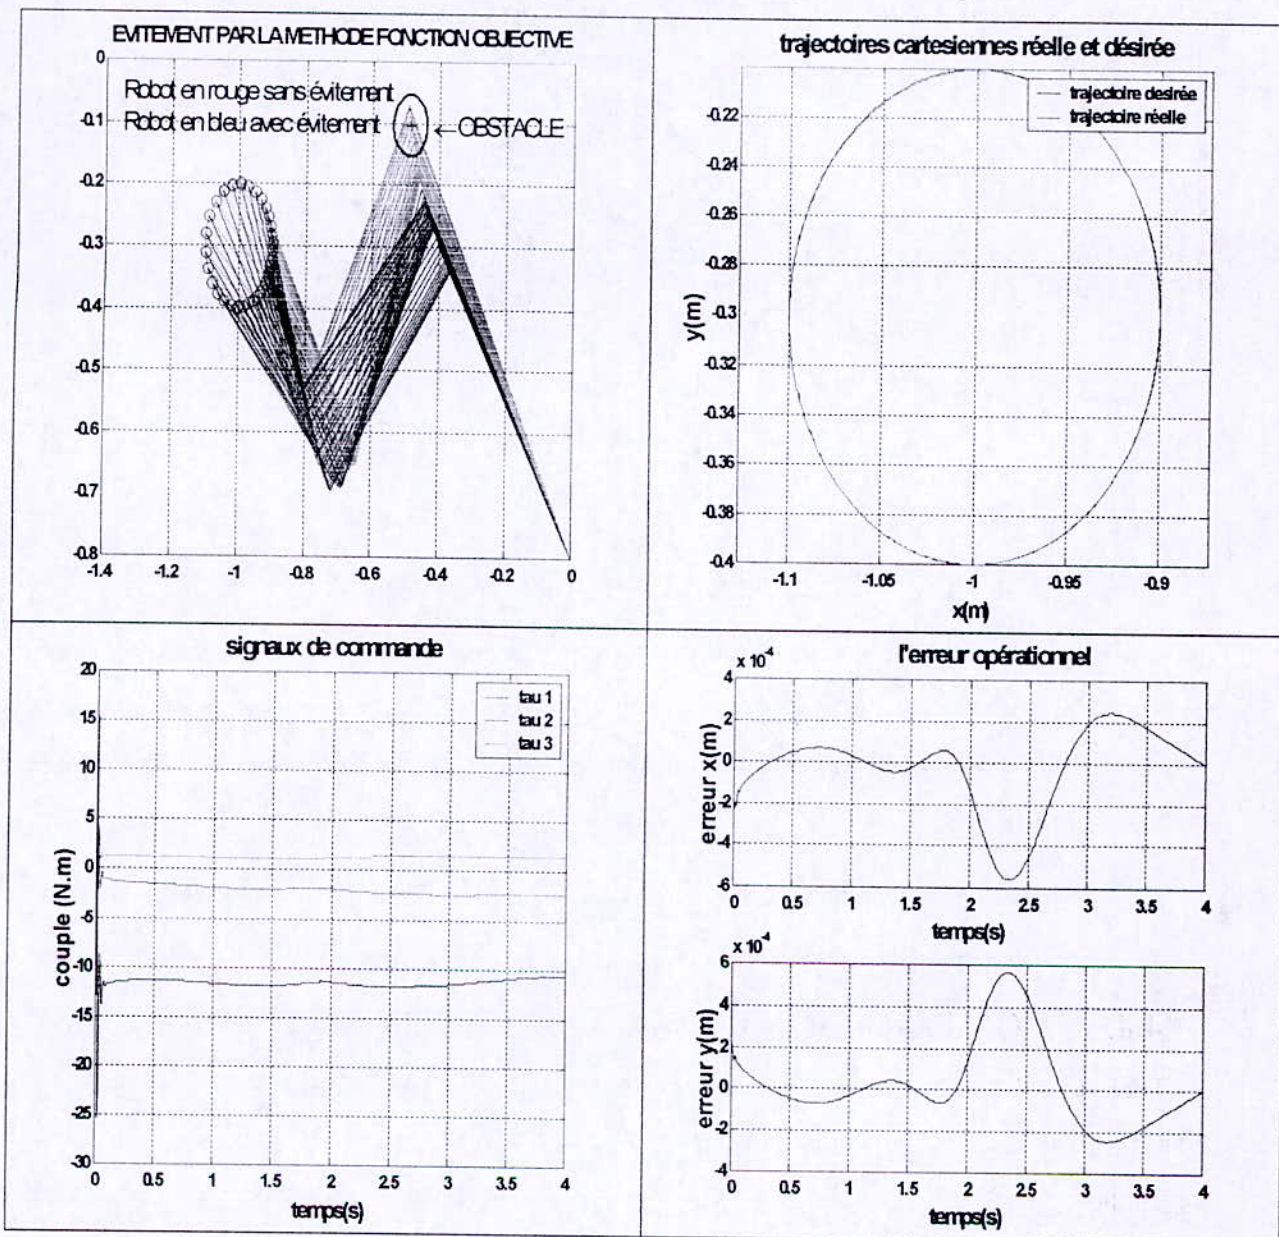 EVITEMENT PAR LA METHODE FONCTION OBJECTIVE
0
Robot en rouge sans évitement
-0.1
Robot en bleu avec évitement
←OBSTACLE
-0.2
-0.3
-0.4
-0.5
-0.6
-0.7
-0.8
-1.4 -1.2 -1 -0.8 -0.6 -0.4 -0.2 0
trajectoires cartesiennes réelle et désirée
trajectoire desirée
trajectoire réelle
-0.22
-0.24
-0.26
-0.28
-0.3
-0.32
-0.34
-0.36
-0.38
-0.4
y(m)
-1.1 -1.05 -1 -0.95 -0.9
x(m)
signaux de commande
tau 1
tau 2
tau 3
20
15
10
5
0
-5
-10
-15
-20
-25
-30
couple (N.m)
0 0.5 1 1.5 2 2.5 3 3.5 4
temps(s)
l'erreur opérationnel
x 10-4
4
2
0
-2
-4
-6
erreur x(m)
0 0.5 1 1.5 2 2.5 3 3.5 4
temps(s)
x 10-4
6
4
2
0
-2
-4
erreur y(m)
0 0.5 1 1.5 2 2.5 3 3.5 4
temps(s)